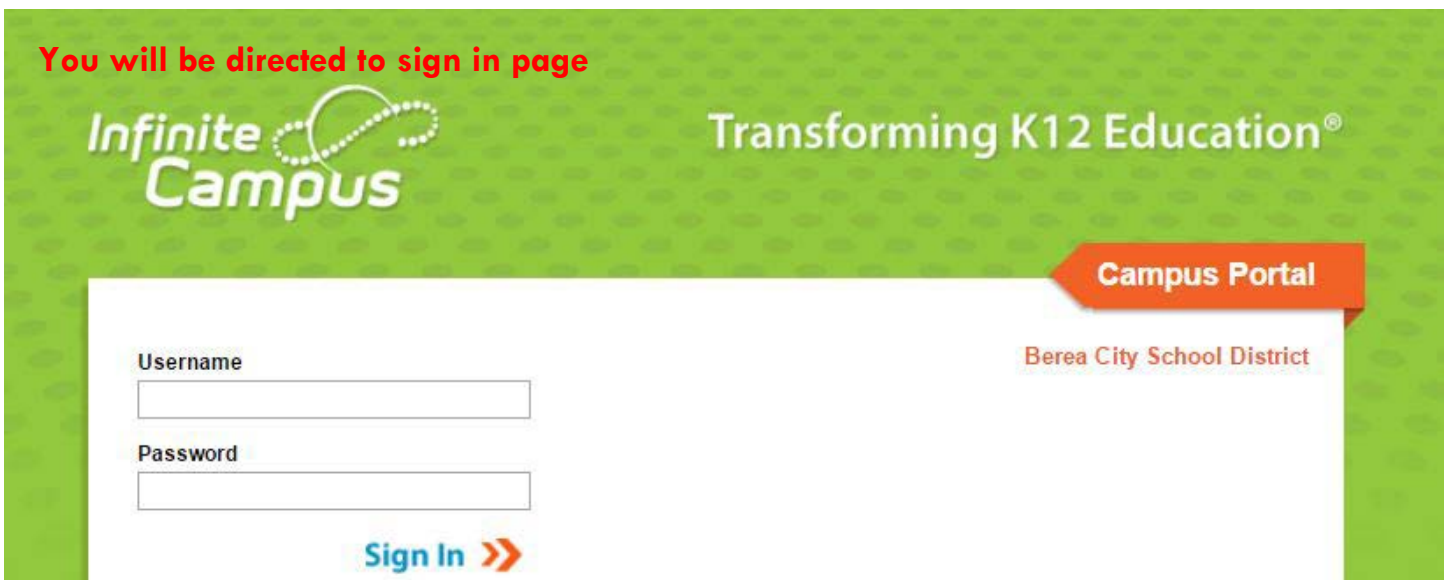 You will be directed to sign in page
Infinite
Campus
Transforming K12 Education®
Campus Portal
Berea City School District
Username
Password
Sign In